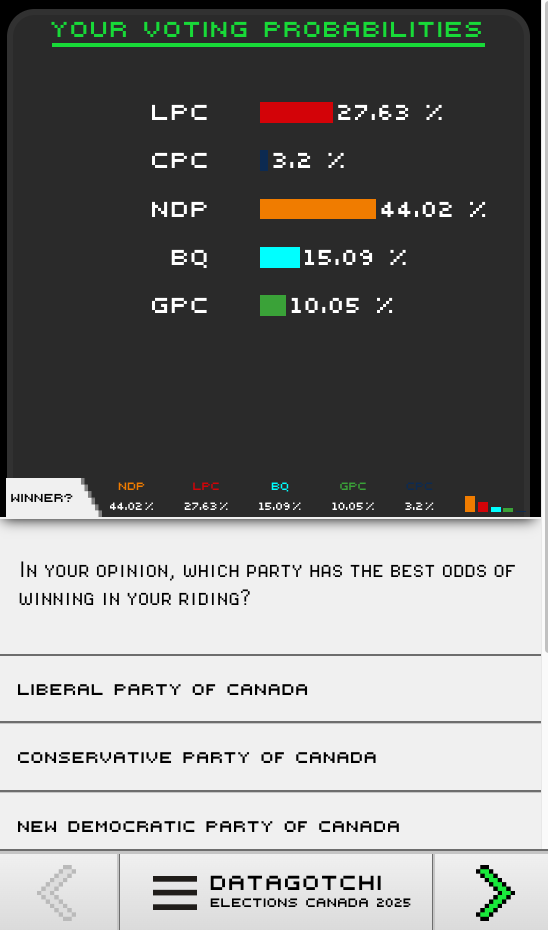 YOUR VOTING PROBABILITIES
LPC 27.63 %
CPC 3.2 %
NDP 44.02 %
BQ 15.09 %
GPC 10.05 %
WINNER?
NDP LPC BQ GPC CPC
44.02% 27.63% 15.09% 10.05% 3.2%
IN YOUR OPINION, WHICH PARTY HAS THE BEST ODDS OF
WINNING IN YOUR RIDING?
LIBERAL PARTY OF CANADA
CONSERVATIVE PARTY OF CANADA
NEW DEMOCRATIC PARTY OF CANADA
DATAGOTCHI
ELECTIONS CANADA 2025